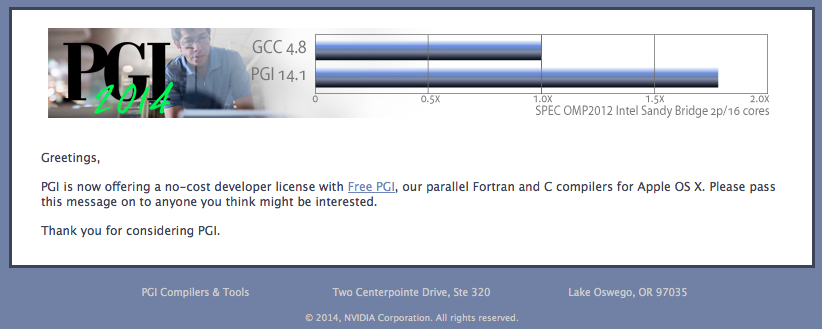 PGI
2014
GCC 4.8
PGI 14.1
0 0.5X 1.0X 1.5X 2.0X
SPEC OMP2012 Intel Sandy Bridge 2p/16 cores
Greetings,
PGI is now offering a no-cost developer license with Free PGI, our parallel Fortran and C compilers for Apple OS X. Please pass
this message on to anyone you think might be interested.
Thank you for considering PGI.
PGI Compilers & Tools Two Centerpointe Drive, Ste 320 Lake Oswego, OR 97035
© 2014, NVIDIA Corporation. All rights reserved.